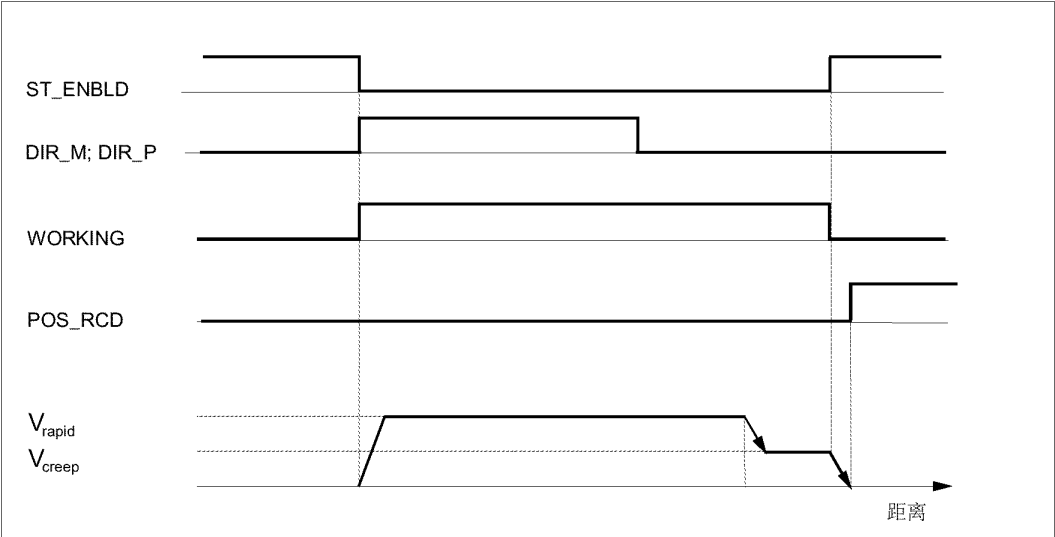 ST_ENBLD
DIR_M; DIR_P
WORKING
POS_RCD
Vrapid
Vcreep
距离